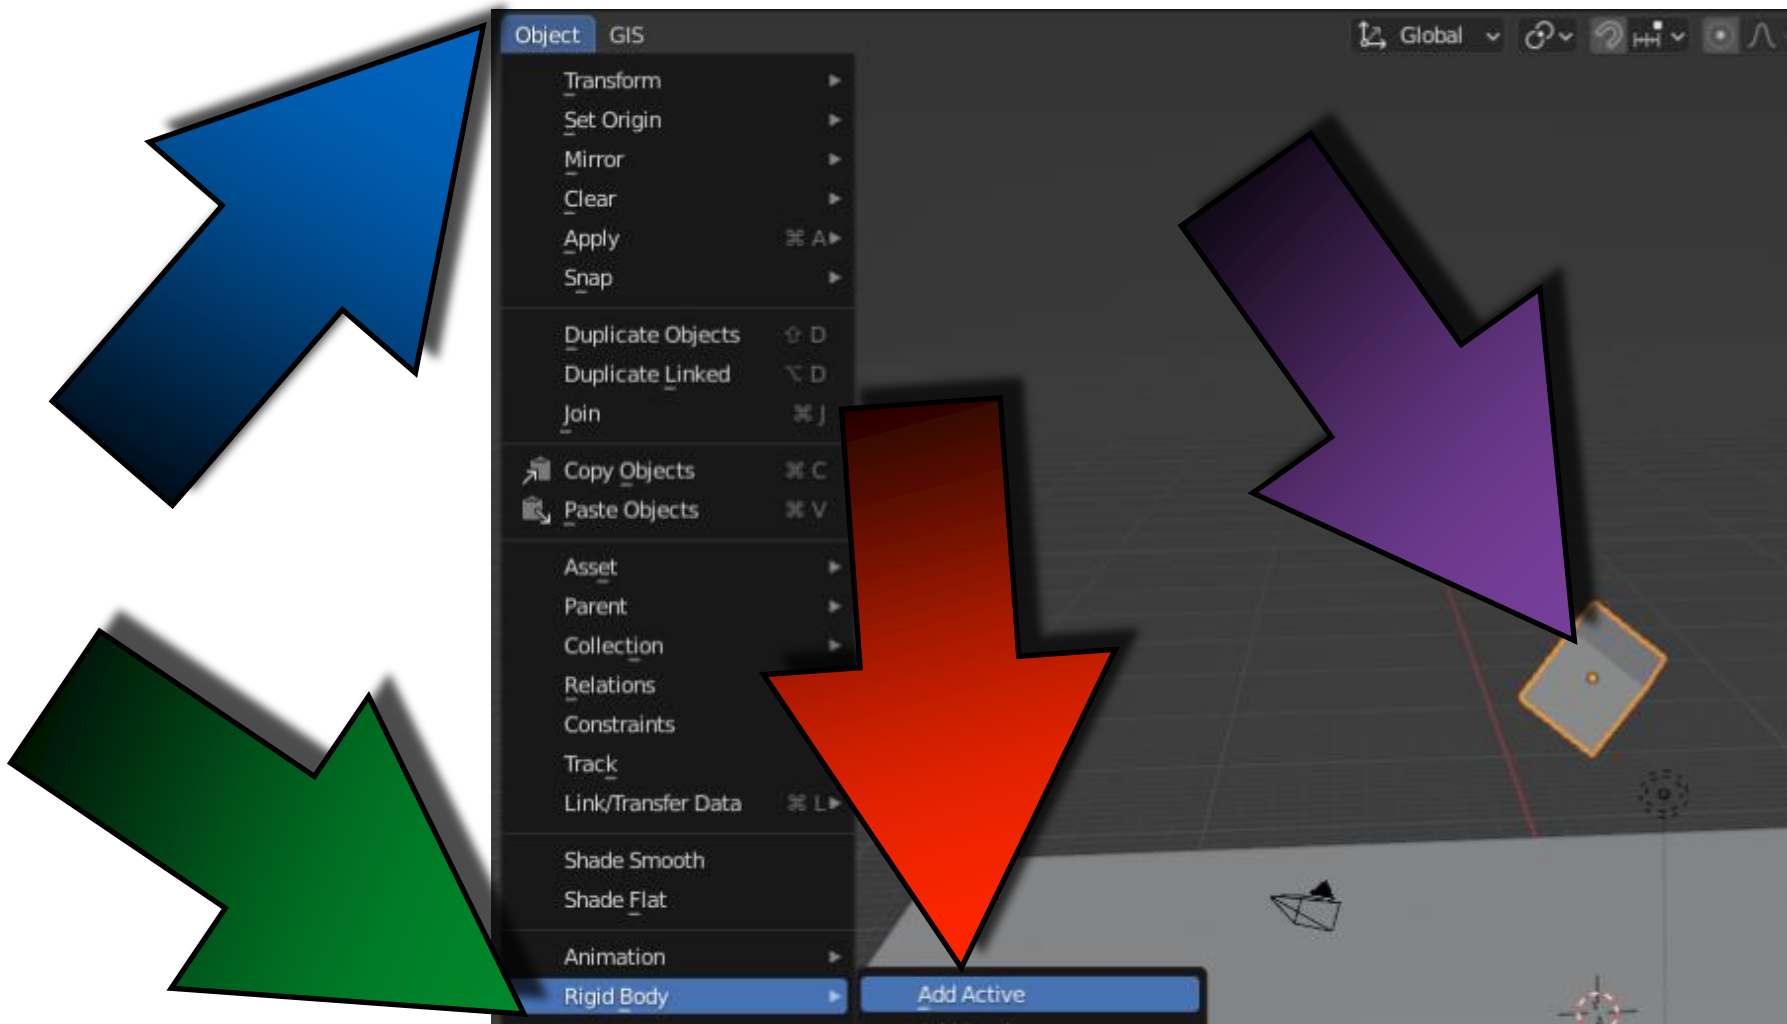 Object GIS Global
Transform
Set Origin
Mirror
Clear
Apply ⌘ A
Snap
Duplicate Objects ⇧ D
Duplicate Linked ⌥ D
Join ⌘ J
Copy Objects ⌘ C
Paste Objects ⌘ V
Asset
Parent
Collection
Relations
Constraints
Track
Link/Transfer Data ⌘ L
Shade Smooth
Shade Flat
Animation
Rigid Body
Add Active